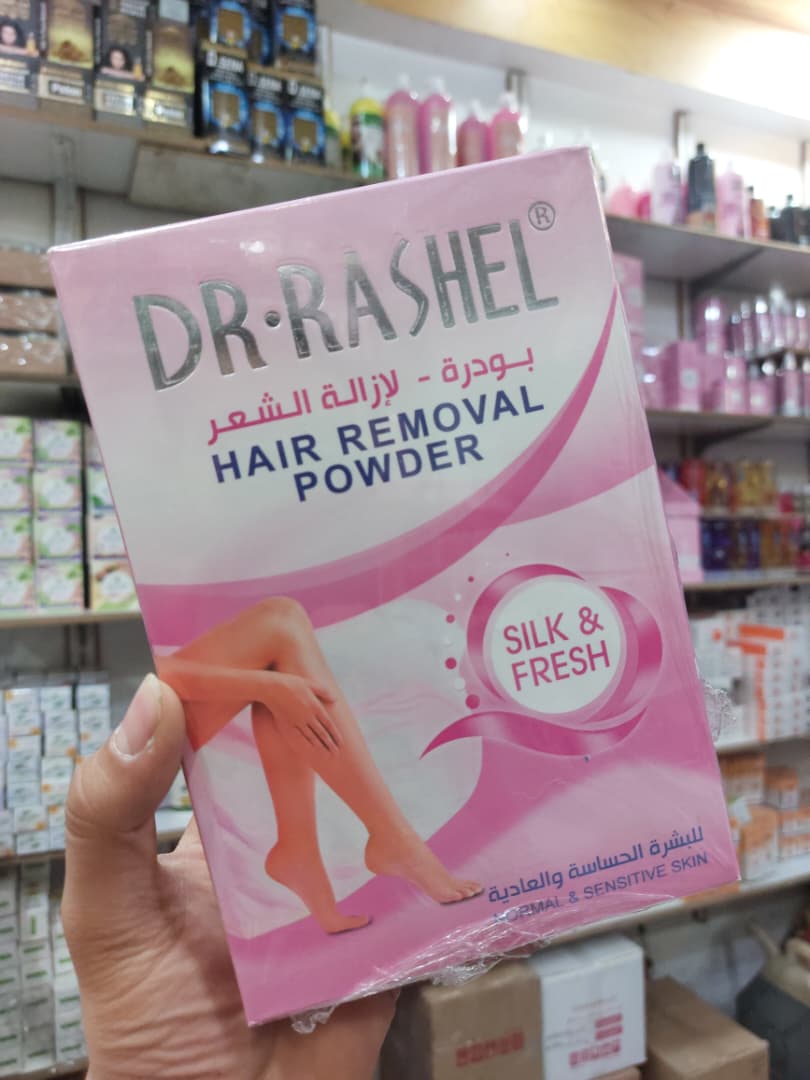 DR·RASHEL®
بودرة - لإزالة الشعر
HAIR REMOVAL
POWDER
SILK &
FRESH
للبشرة الحساسة والعادية
NORMAL & SENSITIVE SKIN